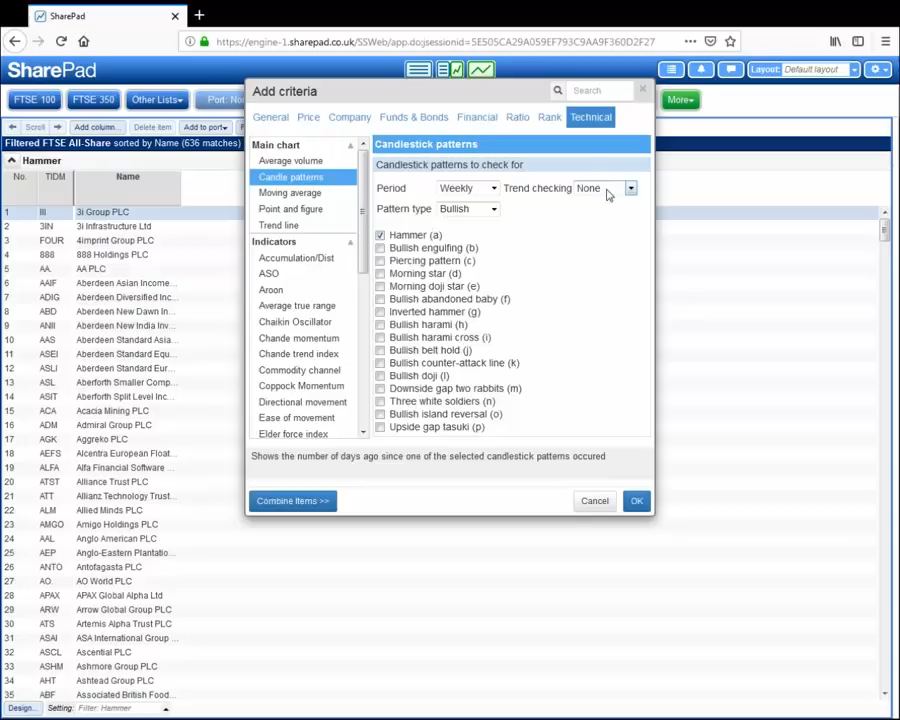 SharePad
https://engine-1.sharepad.co.uk/SSWeb/app.do;jsessionid=5E505CA29A059EF793C9AA9F360D2F27
SharePad
Layout: Default layout
FTSE 100 FTSE 350 Other Lists Port: Non More
Scroll Add column... Delete item Add to port
Filtered FTSE All-Share sorted by Name (636 matches)
Hammer
No. TIDM Name
1 III 3i Group PLC
2 3IN 3i Infrastructure Ltd
3 FOUR 4imprint Group PLC
4 888 888 Holdings PLC
5 AA. AA PLC
6 AAIF Aberdeen Asian Income...
7 ADIG Aberdeen Diversified Inc...
8 ABD Aberdeen New Dawn In...
9 ANII Aberdeen New India Inv...
10 AAS Aberdeen Standard Asia...
11 ASEI Aberdeen Standard Equ...
12 ASLI Aberdeen Standard Eur...
13 ASL Aberforth Smaller Comp...
14 ASIT Aberforth Split Level Inc...
15 ACA Acacia Mining PLC
16 ADM Admiral Group PLC
17 AGK Aggreko PLC
18 AEFS Alcentra European Float...
19 ALFA Alfa Financial Software ...
20 ATST Alliance Trust PLC
21 ATT Allianz Technology Trust...
22 ALM Allied Minds PLC
23 AMGO Amigo Holdings PLC
24 AAL Anglo American PLC
25 AEP Anglo-Eastern Plantatio...
26 ANTO Antofagasta PLC
27 AO. AO World PLC
28 APAX APAX Global Alpha Ltd
29 ARW Arrow Global Group PLC
30 ATS Artemis Alpha Trust PLC
31 ASAI ASA International Group ...
32 ASCL Ascential PLC
33 ASHM Ashmore Group PLC
34 AHT Ashtead Group PLC
35 ABF Associated British Food...
Design... Setting: Filter: Hammer
Add criteria
Search
General Price Company Funds & Bonds Financial Ratio Rank Technical
Main chart
Average volume
Candle patterns
Moving average
Point and figure
Trend line
Indicators
Accumulation/Dist
ASO
Aroon
Average true range
Chaikin Oscillator
Chande momentum
Chande trend index
Commodity channel
Coppock Momentum
Directional movement
Ease of movement
Elder force index
Candlestick patterns
Candlestick patterns to check for
Period Weekly Trend checking None
Pattern type Bullish
Hammer (a)
Bullish engulfing (b)
Piercing pattern (c)
Morning star (d)
Morning doji star (e)
Bullish abandoned baby (f)
Inverted hammer (g)
Bullish harami (h)
Bullish harami cross (i)
Bullish belt hold (j)
Bullish counter-attack line (k)
Bullish doji (l)
Downside gap two rabbits (m)
Three white soldiers (n)
Bullish island reversal (o)
Upside gap tasuki (p)
Shows the number of days ago since one of the selected candlestick patterns occured
Combine Items >> Cancel OK